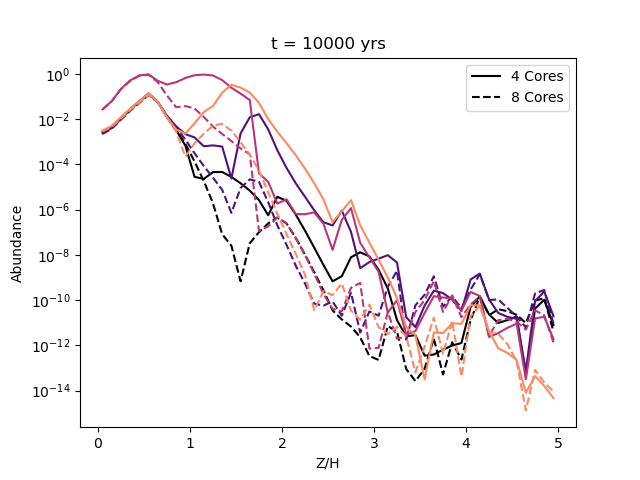 t = 10000 yrs
4 Cores
8 Cores
Abundance
10^0
10^-2
10^-4
10^-6
10^-8
10^-10
10^-12
10^-14
0 1 2 3 4 5
Z/H